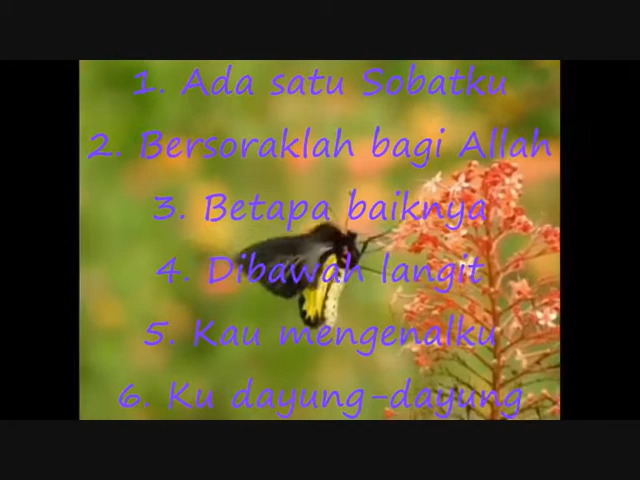 1. Ada satu Sobatku
2. Bersoraklah bagi Allah
3. Betapa baiknya
4. Dibawah langit
5. Kau mengenalku
6. Ku dayung-dayung